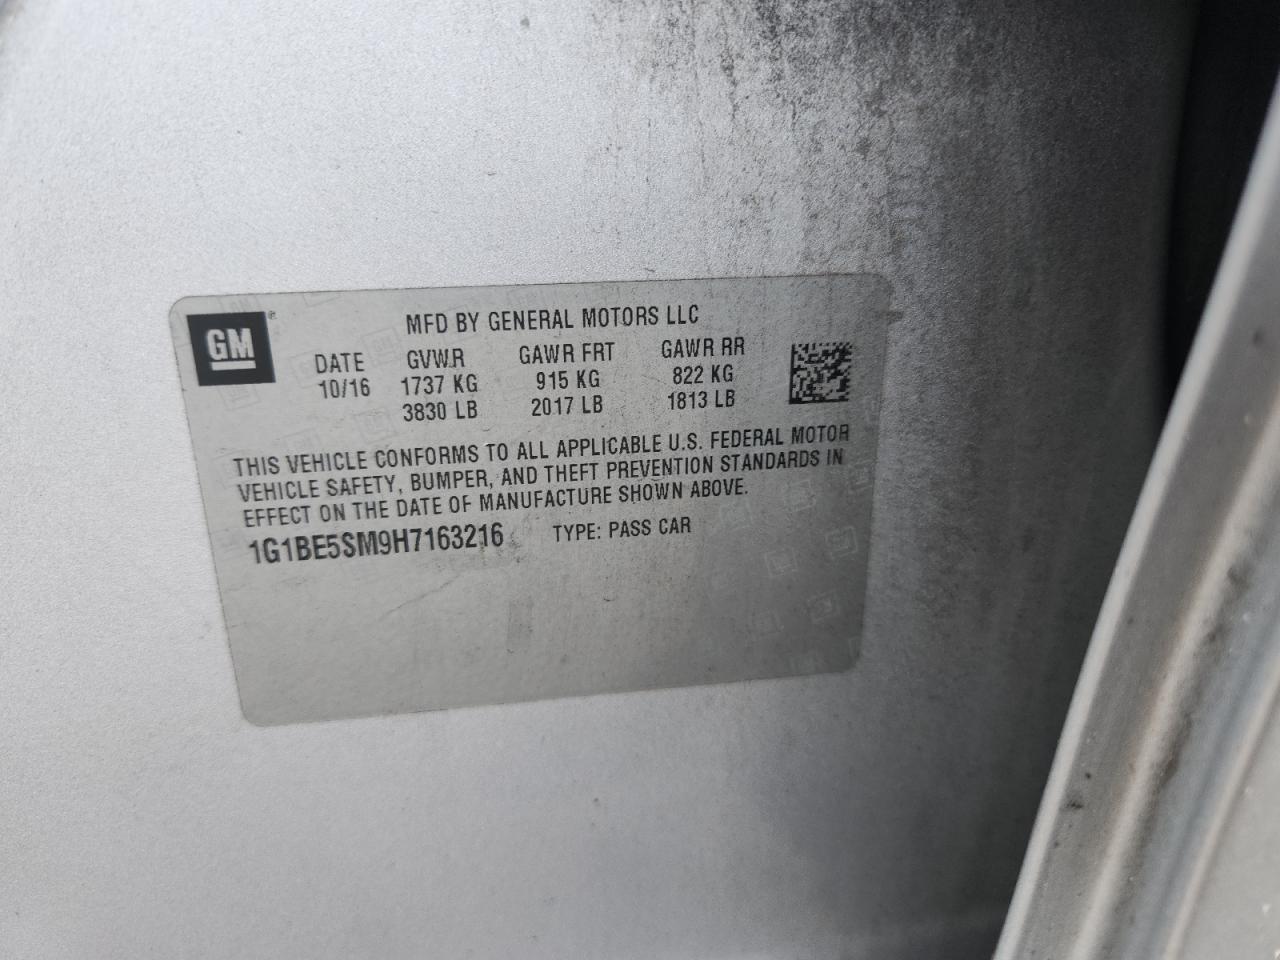 GM
MFD BY GENERAL MOTORS LLC
DATE GVWR GAWR FRT GAWR RR
10/16 1737 KG 915 KG 822 KG
3830 LB 2017 LB 1813 LB
THIS VEHICLE CONFORMS TO ALL APPLICABLE U.S. FEDERAL MOTOR
VEHICLE SAFETY, BUMPER, AND THEFT PREVENTION STANDARDS IN
EFFECT ON THE DATE OF MANUFACTURE SHOWN ABOVE.
1G1BE5SM9H7163216 TYPE: PASS CAR